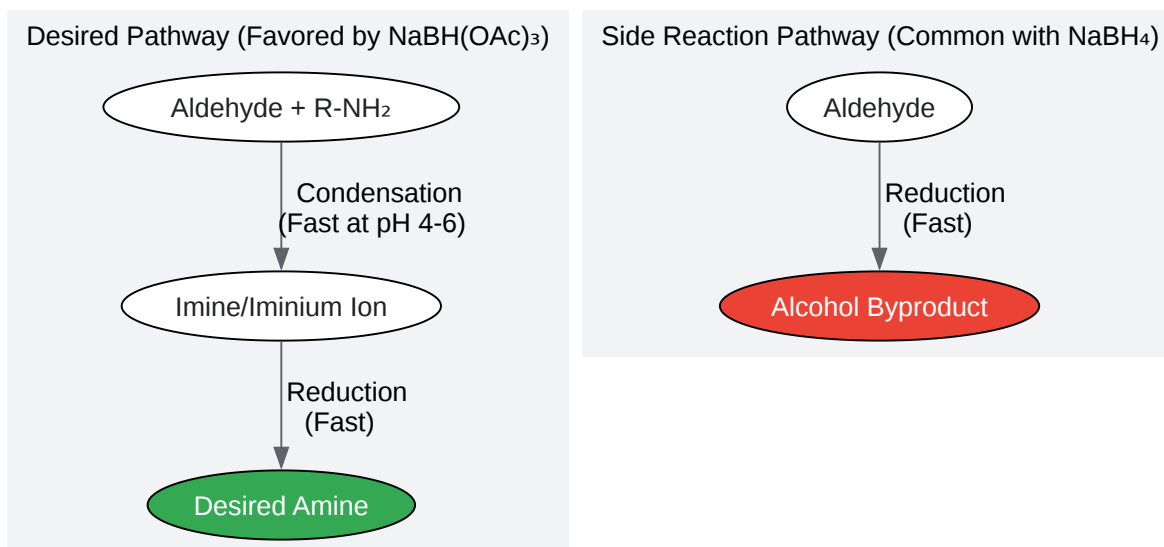 Desired Pathway (Favored by NaBH(OAc)₃)
Aldehyde + R-NH₂
Condensation
(Fast at pH 4-6)
Imine/Iminium Ion
Reduction
(Fast)
Desired Amine
Side Reaction Pathway (Common with NaBH₄)
Aldehyde
Reduction
(Fast)
Alcohol Byproduct